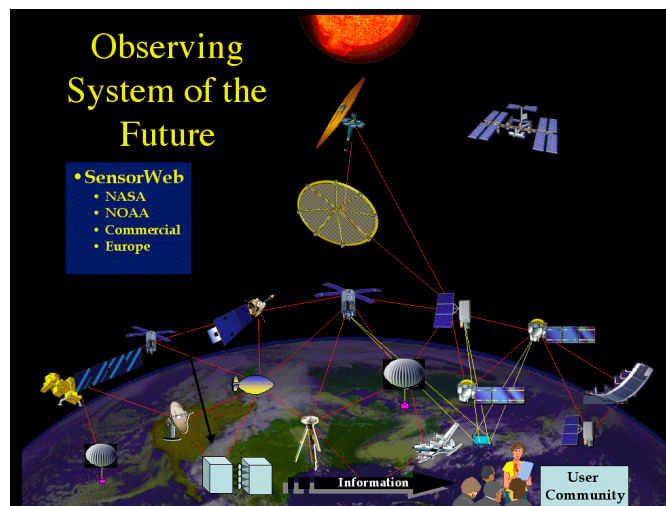 Observing
System of the
Future
• SensorWeb
• NASA
• NOAA
• Commercial
• Europe
Information
User
Community